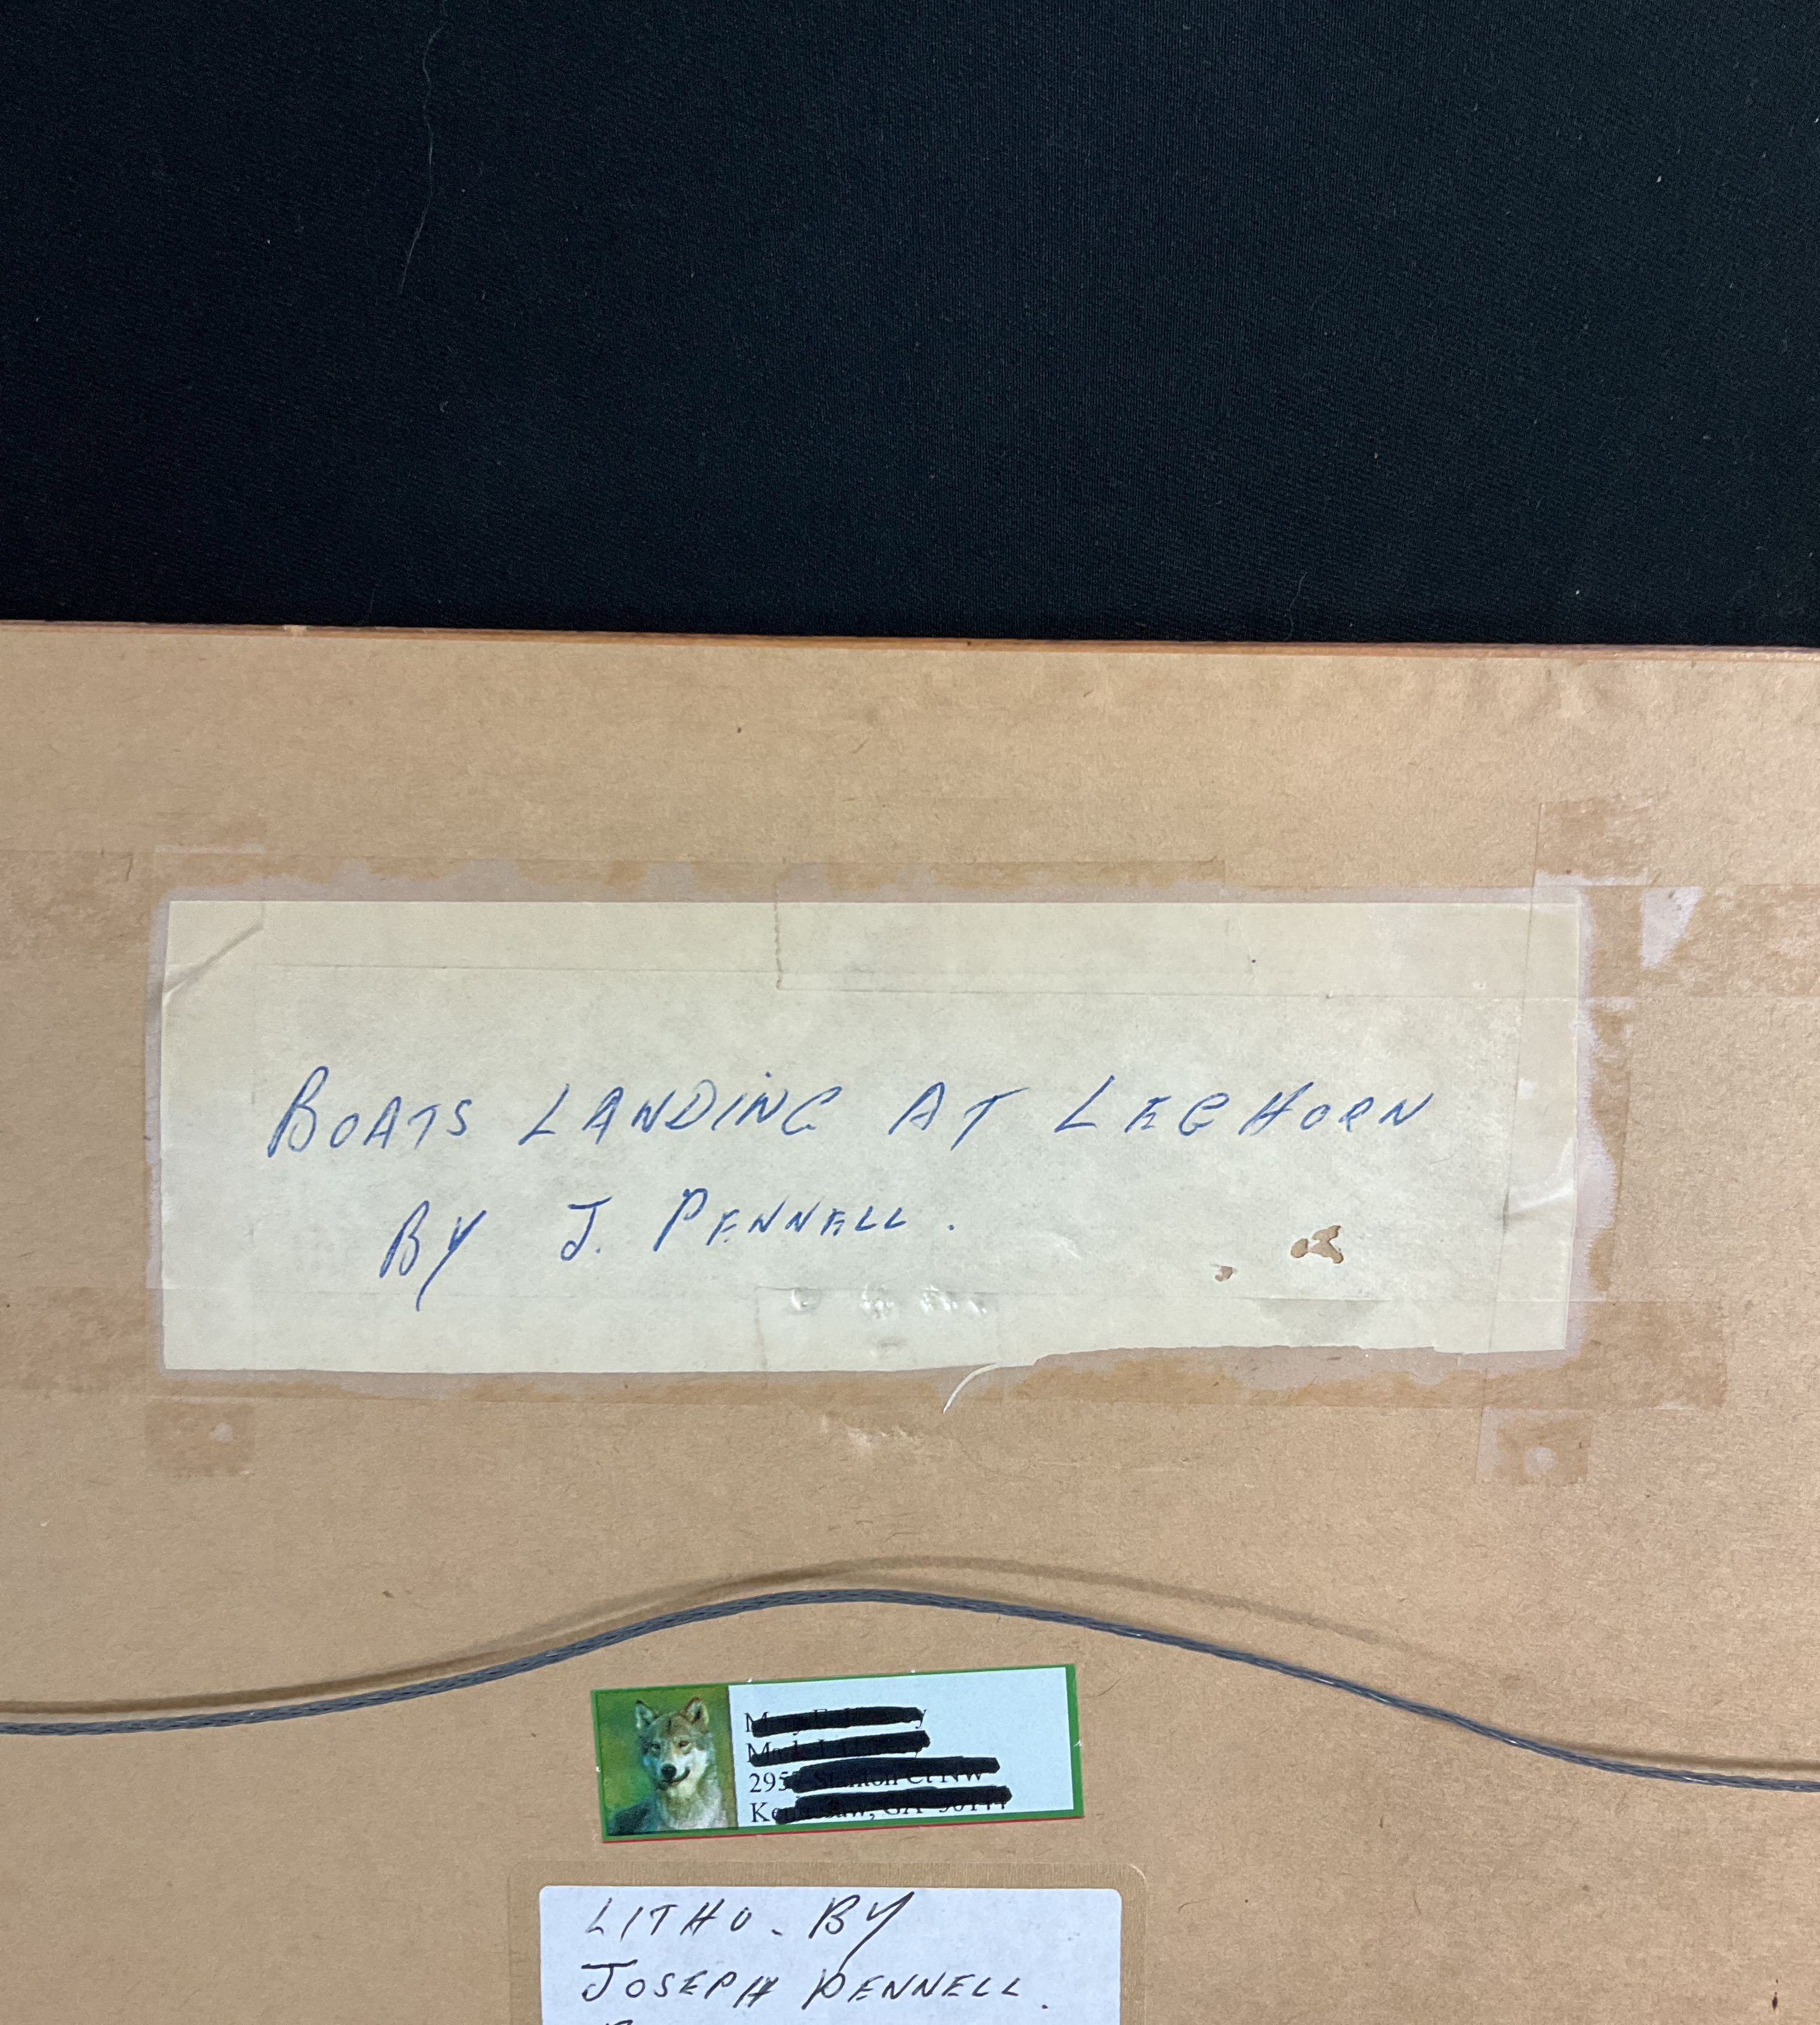 BOATS LANDING AT LEGHORN
BY J. PENNELL.
LITHO. BY
JOSEPH PENNELL.